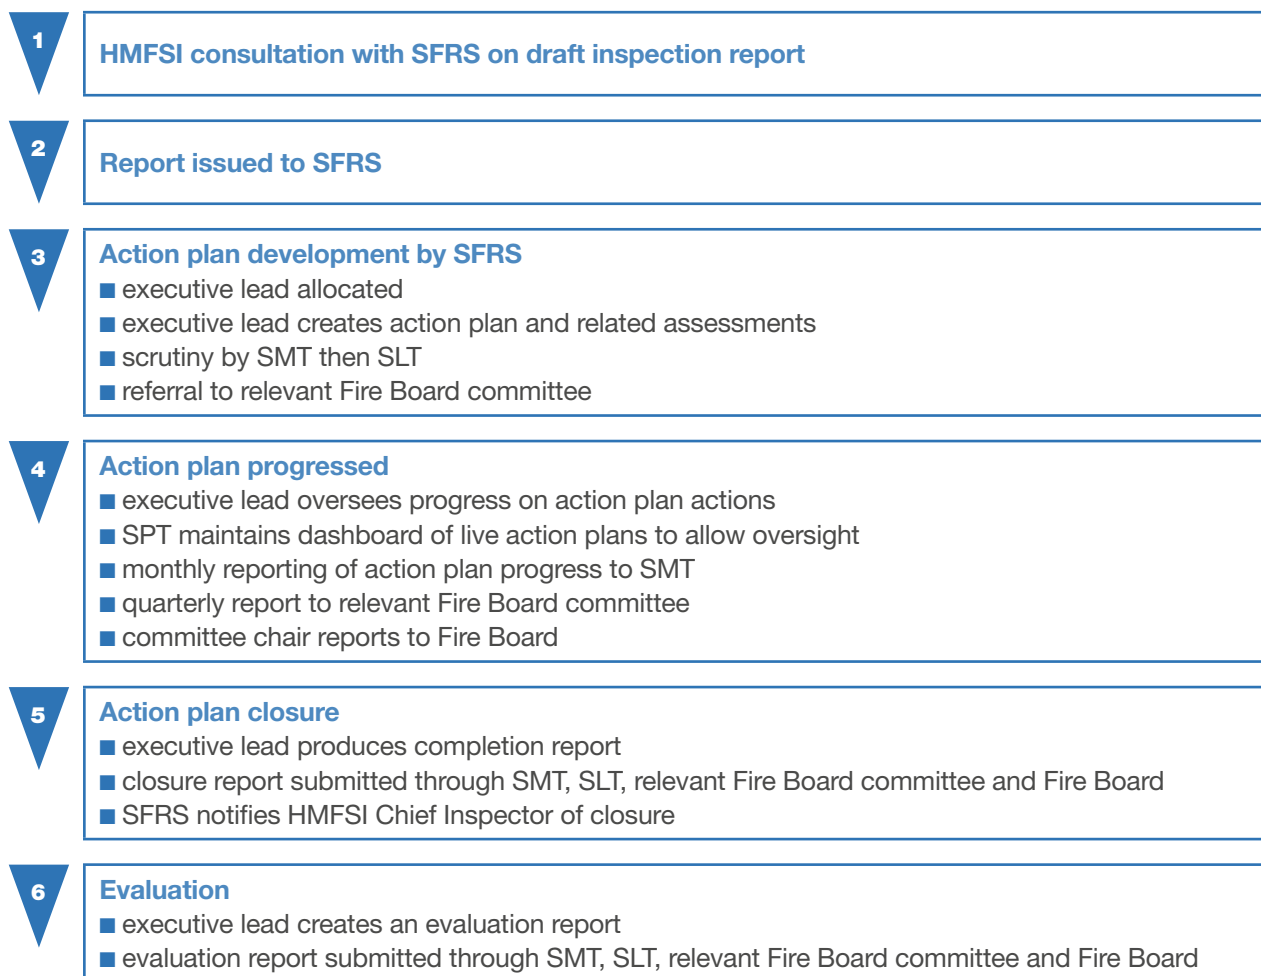 1
HMFSI consultation with SFRS on draft inspection report
2
Report issued to SFRS
3
Action plan development by SFRS
■ executive lead allocated
■ executive lead creates action plan and related assessments
■ scrutiny by SMT then SLT
■ referral to relevant Fire Board committee
4
Action plan progressed
■ executive lead oversees progress on action plan actions
■ SPT maintains dashboard of live action plans to allow oversight
■ monthly reporting of action plan progress to SMT
■ quarterly report to relevant Fire Board committee
■ committee chair reports to Fire Board
5
Action plan closure
■ executive lead produces completion report
■ closure report submitted through SMT, SLT, relevant Fire Board committee and Fire Board
■ SFRS notifies HMFSI Chief Inspector of closure
6
Evaluation
■ executive lead creates an evaluation report
■ evaluation report submitted through SMT, SLT, relevant Fire Board committee and Fire Board